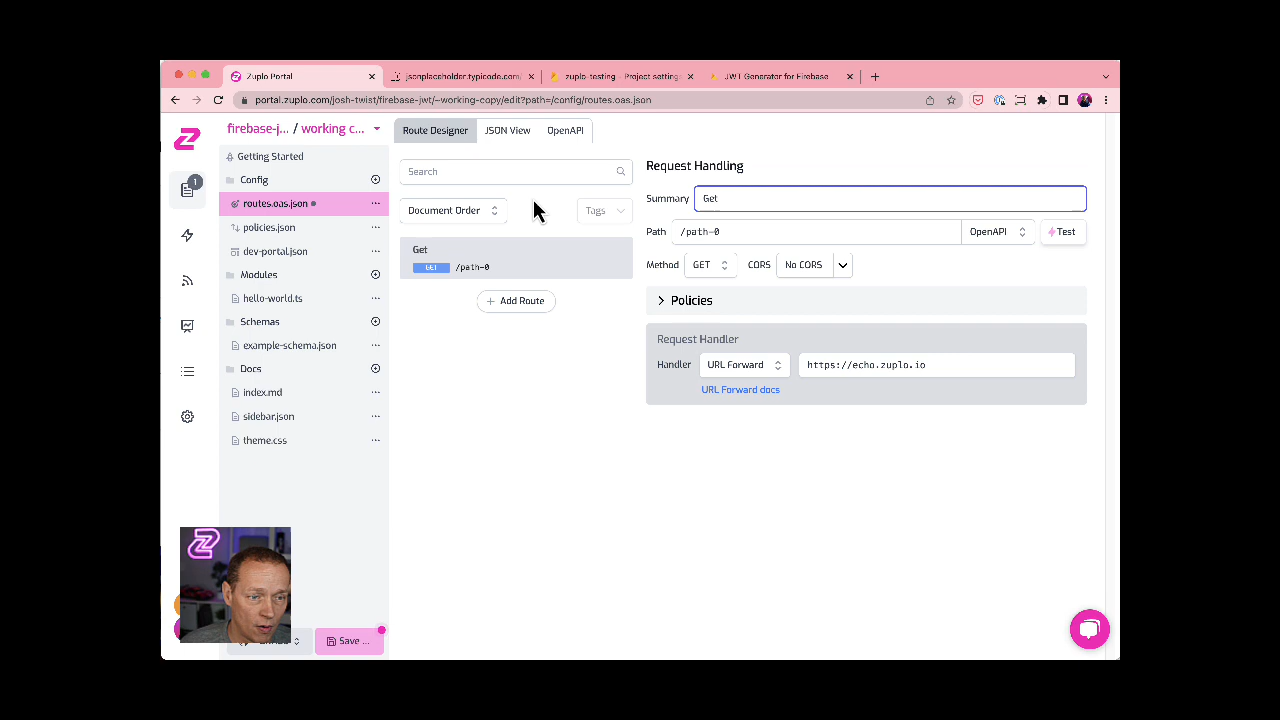 Zuplo Portal
jsonplaceholder.typicode.com/
zuplo-testing – Project settings
JWT Generator for Firebase
portal.zuplo.com/josh-twist/firebase-jwt/~working-copy/edit?path=/config/routes.oas.json
firebase-j... / working c...
Route Designer
JSON View
OpenAPI
Getting Started
1
Config
routes.oas.json
policies.json
dev-portal.json
Modules
hello-world.ts
Schemas
example-schema.json
Docs
index.md
sidebar.json
theme.css
Save ...
Search
Document Order
Tags
Get
GET /path-0
Add Route
Request Handling
Summary Get
Path /path-0 OpenAPI Test
Method GET CORS No CORS
Policies
Request Handler
Handler URL Forward https://echo.zuplo.io
URL Forward docs